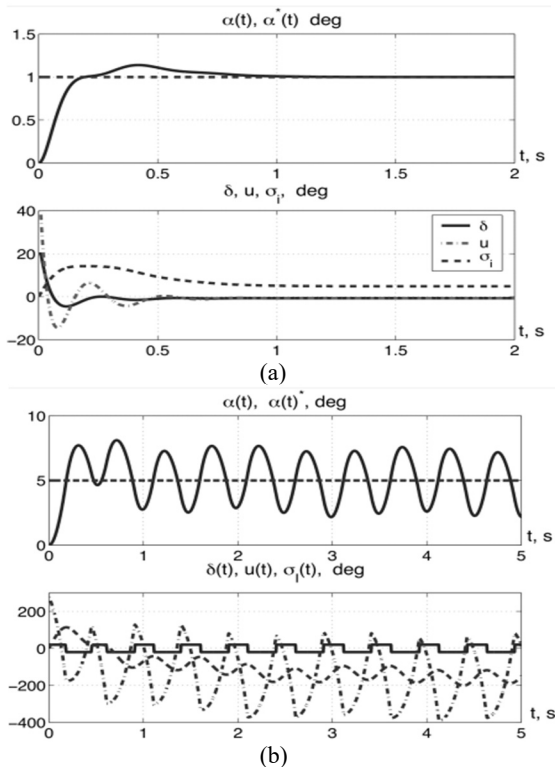 α(t), α*(t) deg
1.5
1
0.5
0
0 0.5 1 1.5 2
t, s
δ, u, σi, deg
40
20
0
−20
δ
u
σi
0 0.5 1 1.5 2
t, s
(a)
α(t), α(t)*, deg
10
5
0
0 1 2 3 4 5
t, s
δ(t), u(t), σI(t), deg
200
0
−200
−400
0 1 2 3 4 5
t, s
(b)